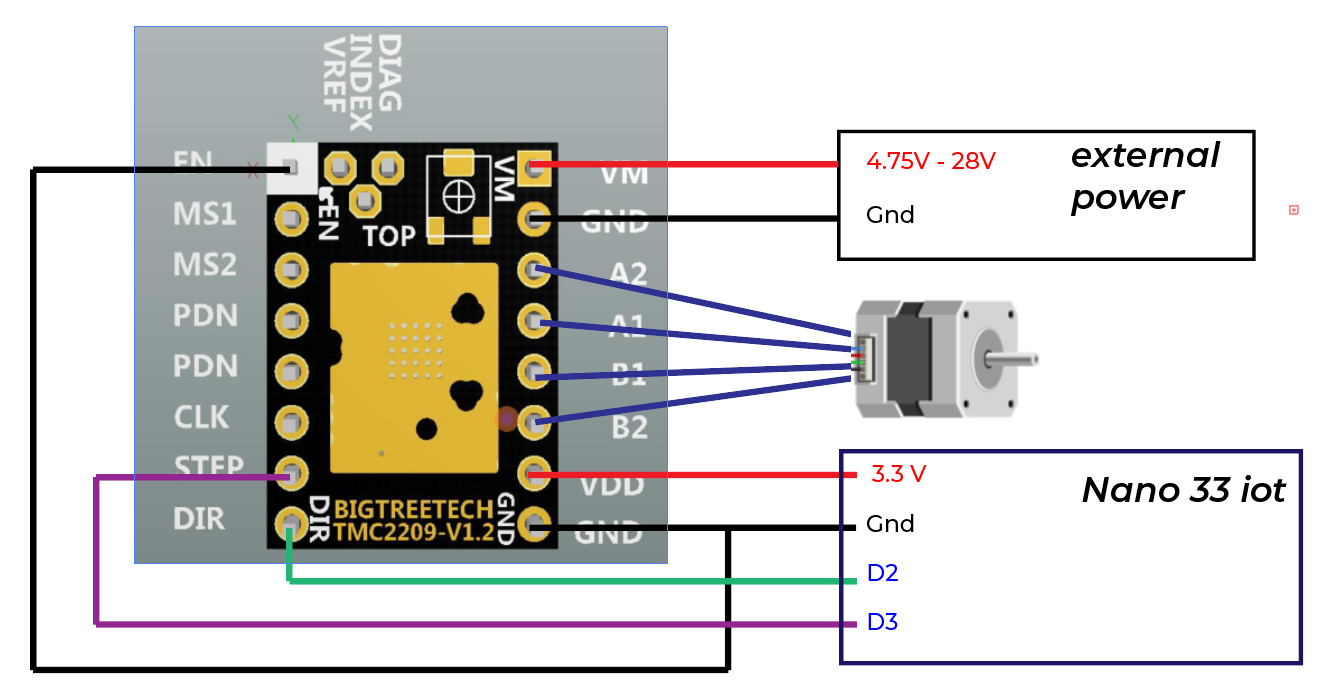 DIAG
INDEX
VREF
EN
MS1
MS2
PDN
PDN
CLK
STEP
DIR
Y
X
EN
TOP
VM
DIR
BIGTREETECH
TMC2209-V1.2
GND
VM
GND
A2
A1
B1
B2
VDD
GND
4.75V - 28V
Gnd
external
power
3.3 V
Gnd
D2
D3
Nano 33 iot